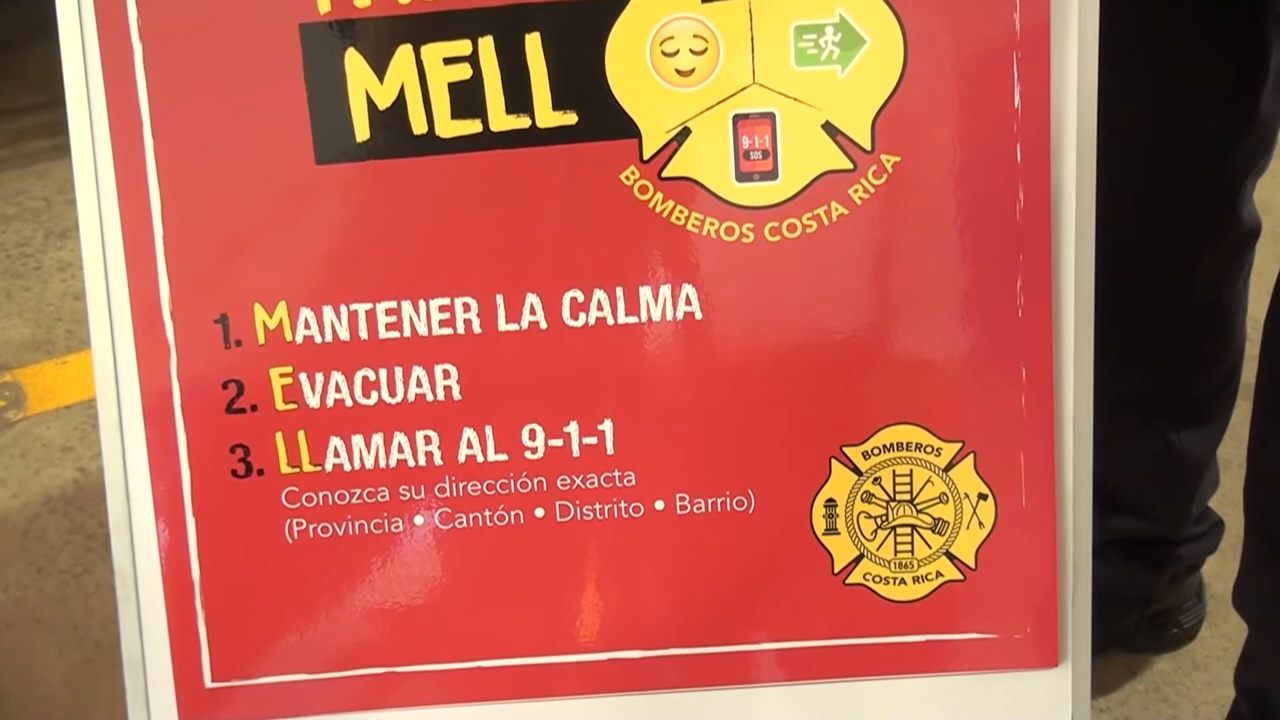 MELL
9-1-1
SOS
BOMBEROS COSTA RICA
1. MANTENER LA CALMA
2. EVACUAR
3. LLAMAR AL 9-1-1
Conozca su dirección exacta
(Provincia • Cantón • Distrito • Barrio)
BOMBEROS
1865
COSTA RICA